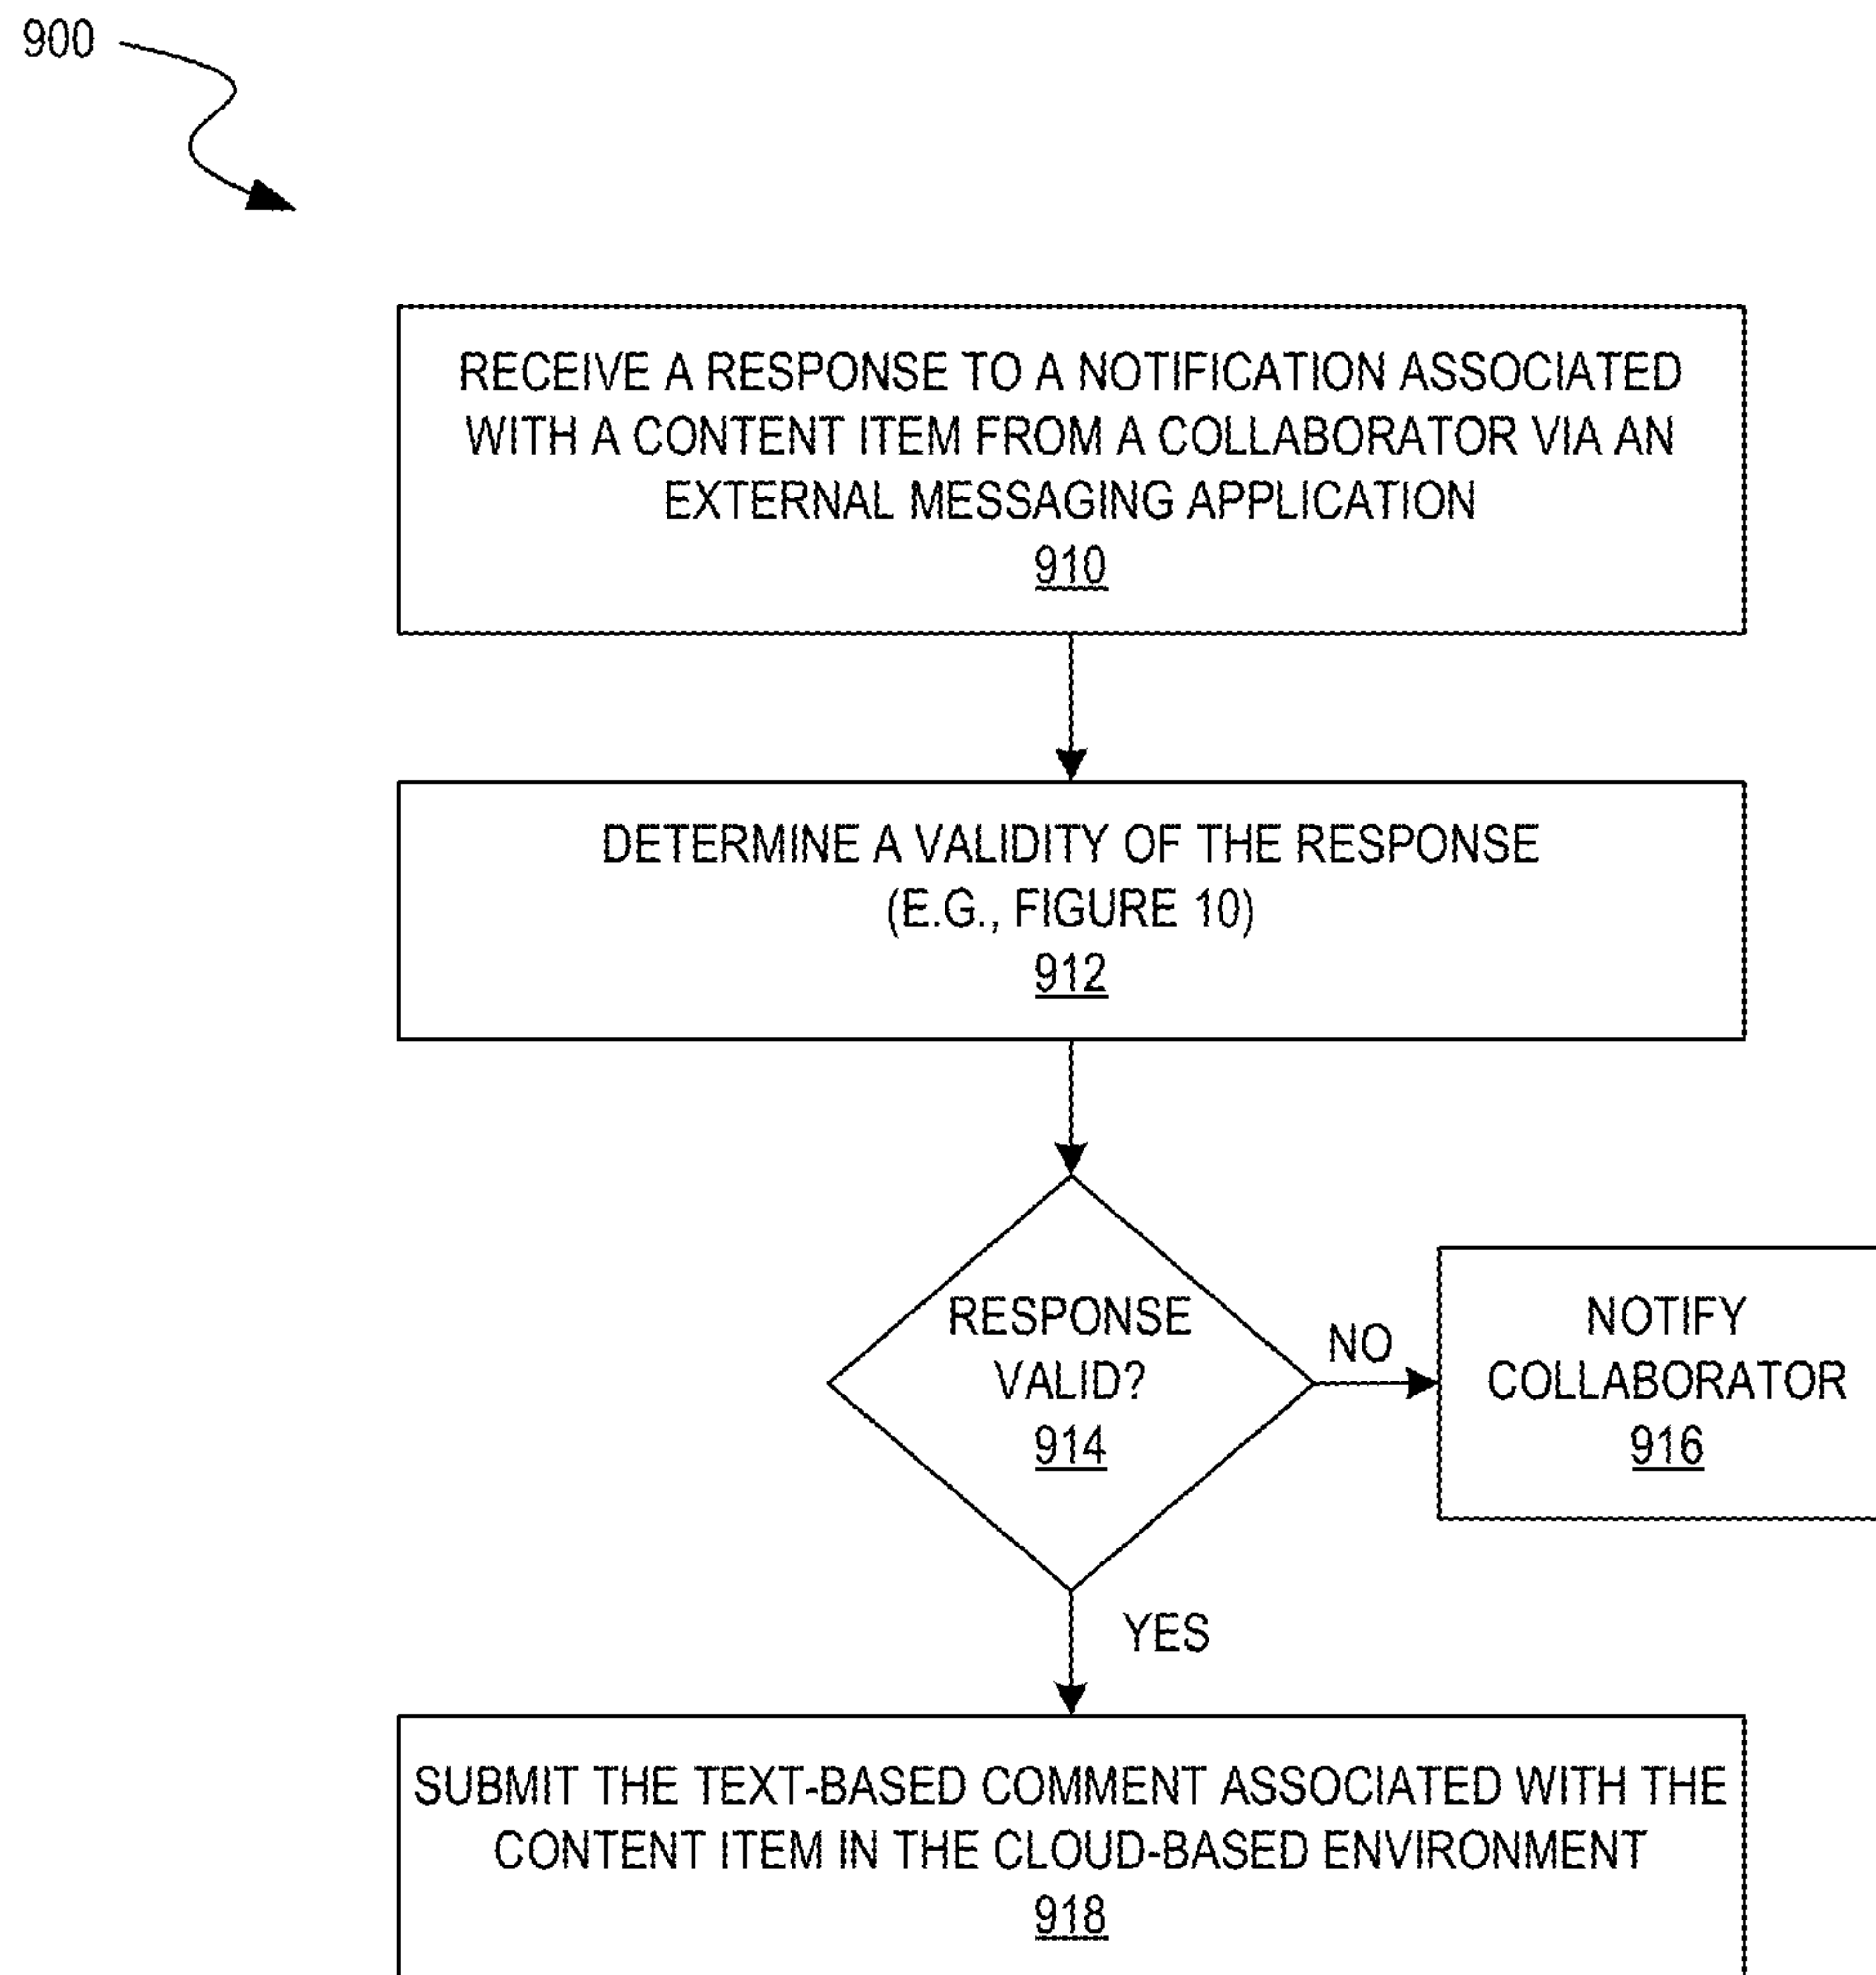 900
RECEIVE A RESPONSE TO A NOTIFICATION ASSOCIATED
WITH A CONTENT ITEM FROM A COLLABORATOR VIA AN
EXTERNAL MESSAGING APPLICATION
910
DETERMINE A VALIDITY OF THE RESPONSE
(E.G., FIGURE 10)
912
RESPONSE
VALID?
914
NO
NOTIFY
COLLABORATOR
916
YES
SUBMIT THE TEXT-BASED COMMENT ASSOCIATED WITH THE
CONTENT ITEM IN THE CLOUD-BASED ENVIRONMENT
918